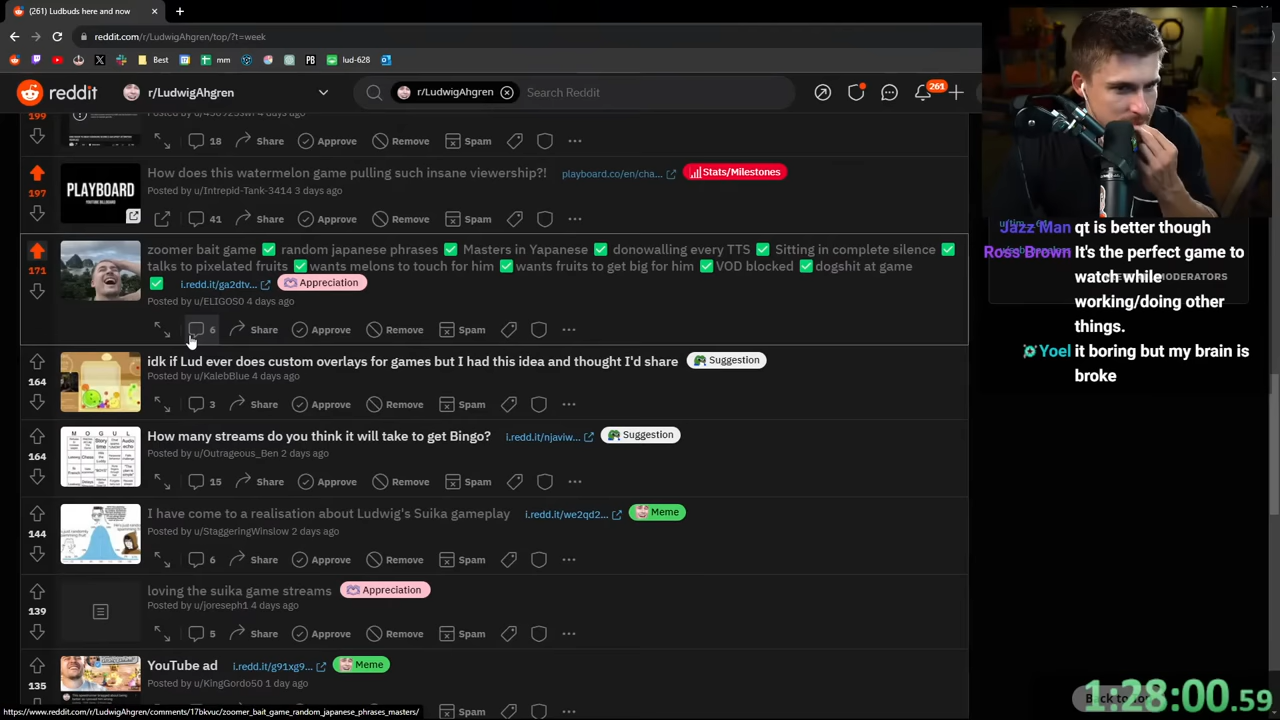 (261) Ludbuds here and now
reddit.com/r/LudwigAhgren/top/?t=week
Best
mm
lud-628
reddit
r/LudwigAhgren
r/LudwigAhgren
Search Reddit
261
199
18 Share Approve Remove Spam
197
PLAYBOARD
How does this watermelon game pulling such insane viewership?! playboard.co/en/cha... Stats/Milestones
Posted by u/Intrepid-Tank-3414 3 days ago
41 Share Approve Remove Spam
171
zoomer bait game ✅ random japanese phrases ✅ Masters in Yapanese ✅ donowalling every TTS ✅ Sitting in complete silence ✅
talks to pixelated fruits ✅ wants melons to touch for him ✅ wants fruits to get big for him ✅ VOD blocked ✅ dogshit at game
✅ i.redd.it/ga2dtv... Appreciation
Posted by u/ELIGOS0 4 days ago
6 Share Approve Remove Spam
164
idk if Lud ever does custom overlays for games but I had this idea and thought I'd share Suggestion
Posted by u/KalebBlue 4 days ago
3 Share Approve Remove Spam
164
How many streams do you think it will take to get Bingo? Suggestion
15 Share Approve Remove Spam
144
I have come to a realisation about Ludwig's Suika gameplay i.redd.it/we2qd2... Meme
Posted by u/StaggeringWinslow 2 days ago
6 Share Approve Remove Spam
139
loving the suika game streams Appreciation
Posted by u/joreseph1 4 days ago
5 Share Approve Remove Spam
135
YouTube ad i.redd.it/g91xg9... Meme
Posted by u/KingGordo50 1 day ago
https://www.reddit.com/r/LudwigAhgren/comments/17bkvuc/zoomer_bait_game_random_japanese_phrases_masters/
Jazz Man qt is better though
Ross Brown It's the perfect game to
watch while
working/doing other
things.
MODERATORS
Yoel it boring but my brain is
broke
1:28:00.59